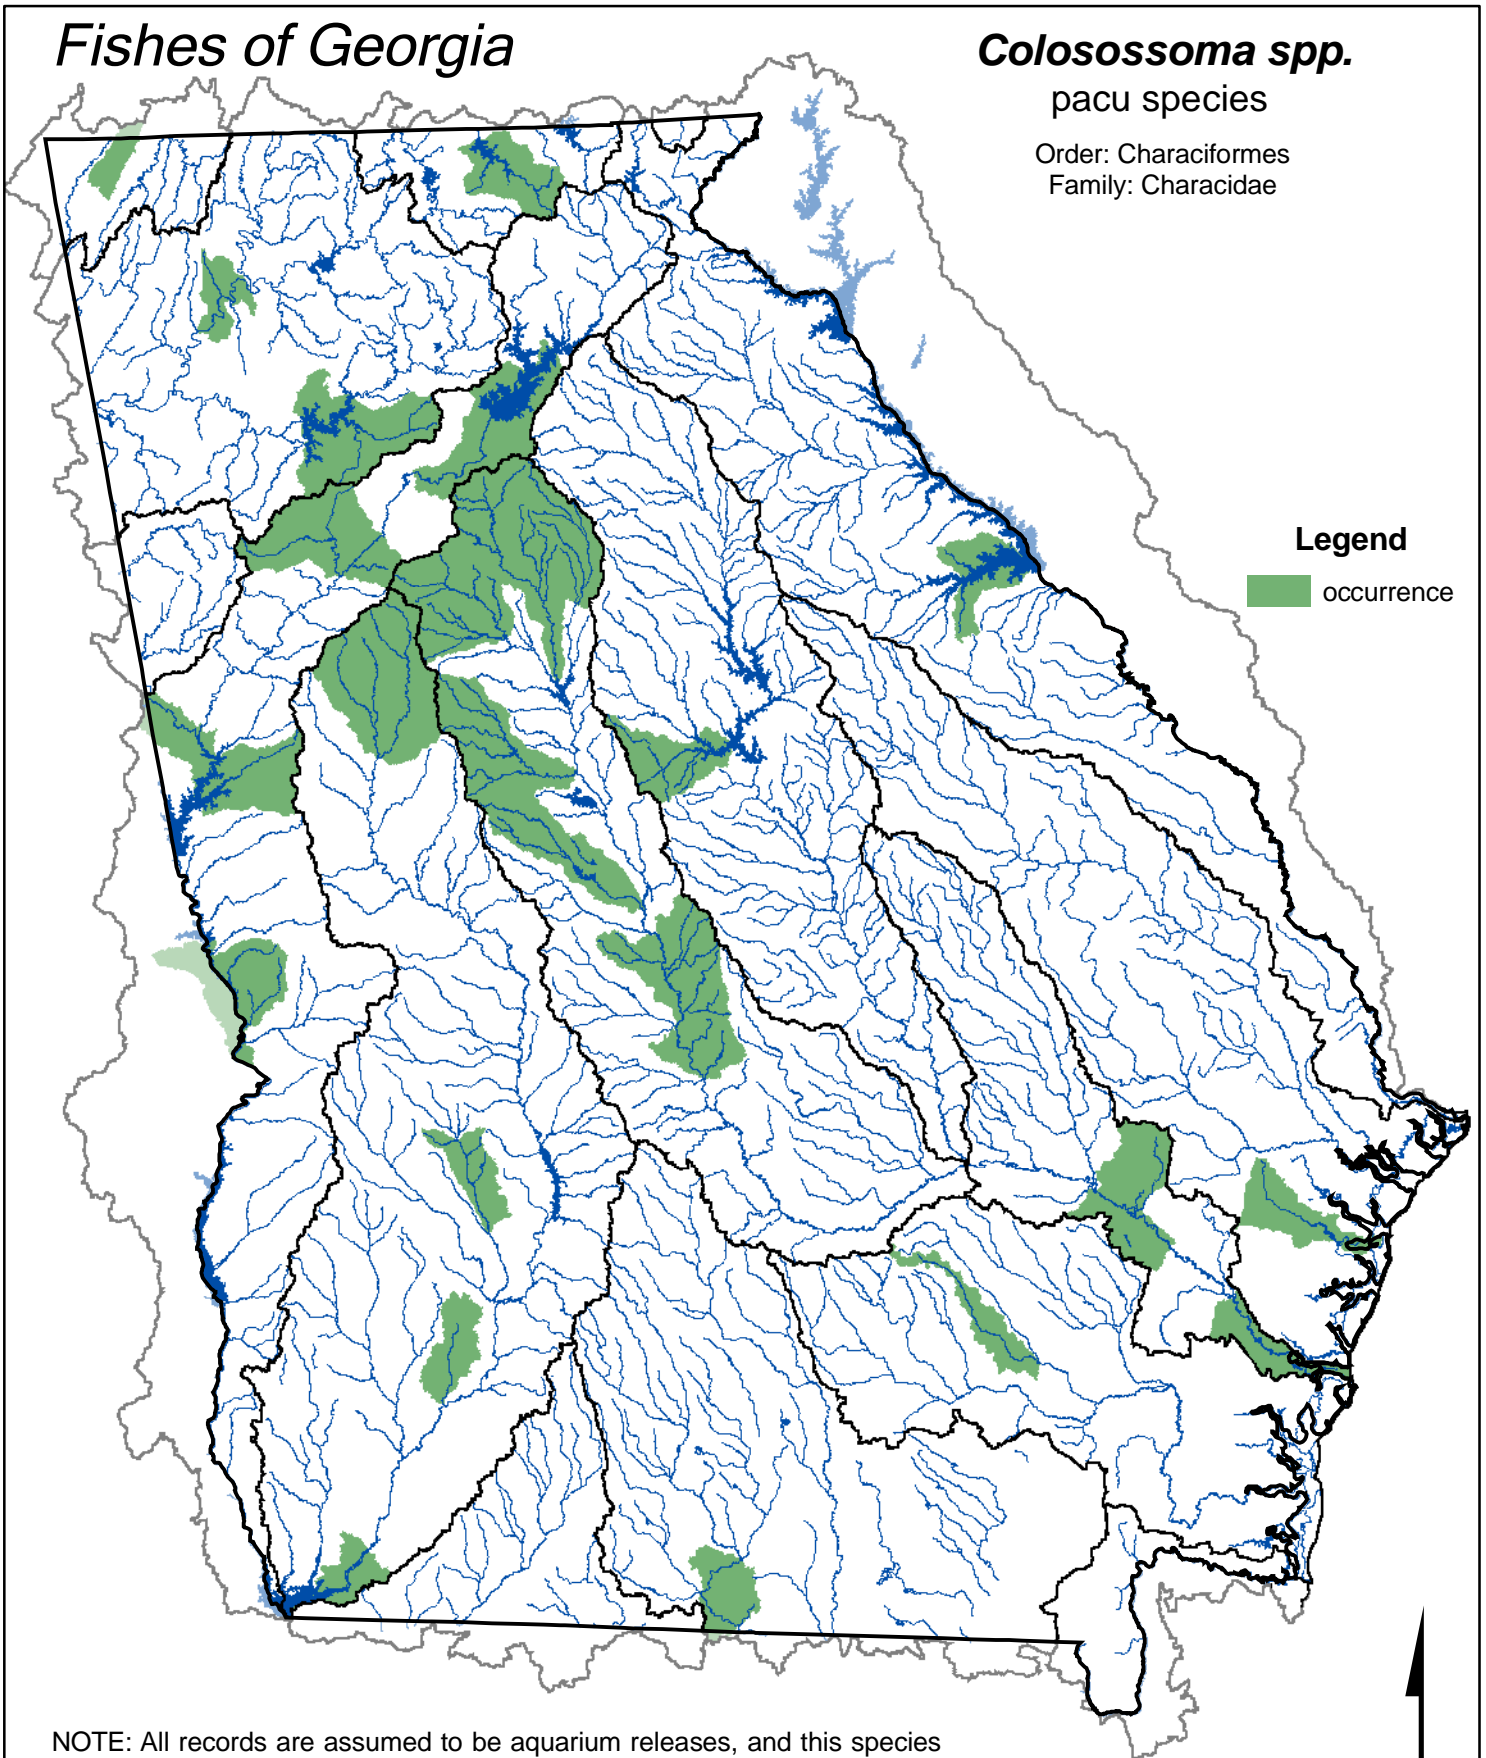 Fishes of Georgia
Colosossoma spp.
pacu species
Order: Characiformes
Family: Characidae
Legend
occurrence
NOTE: All records are assumed to be aquarium releases, and this species